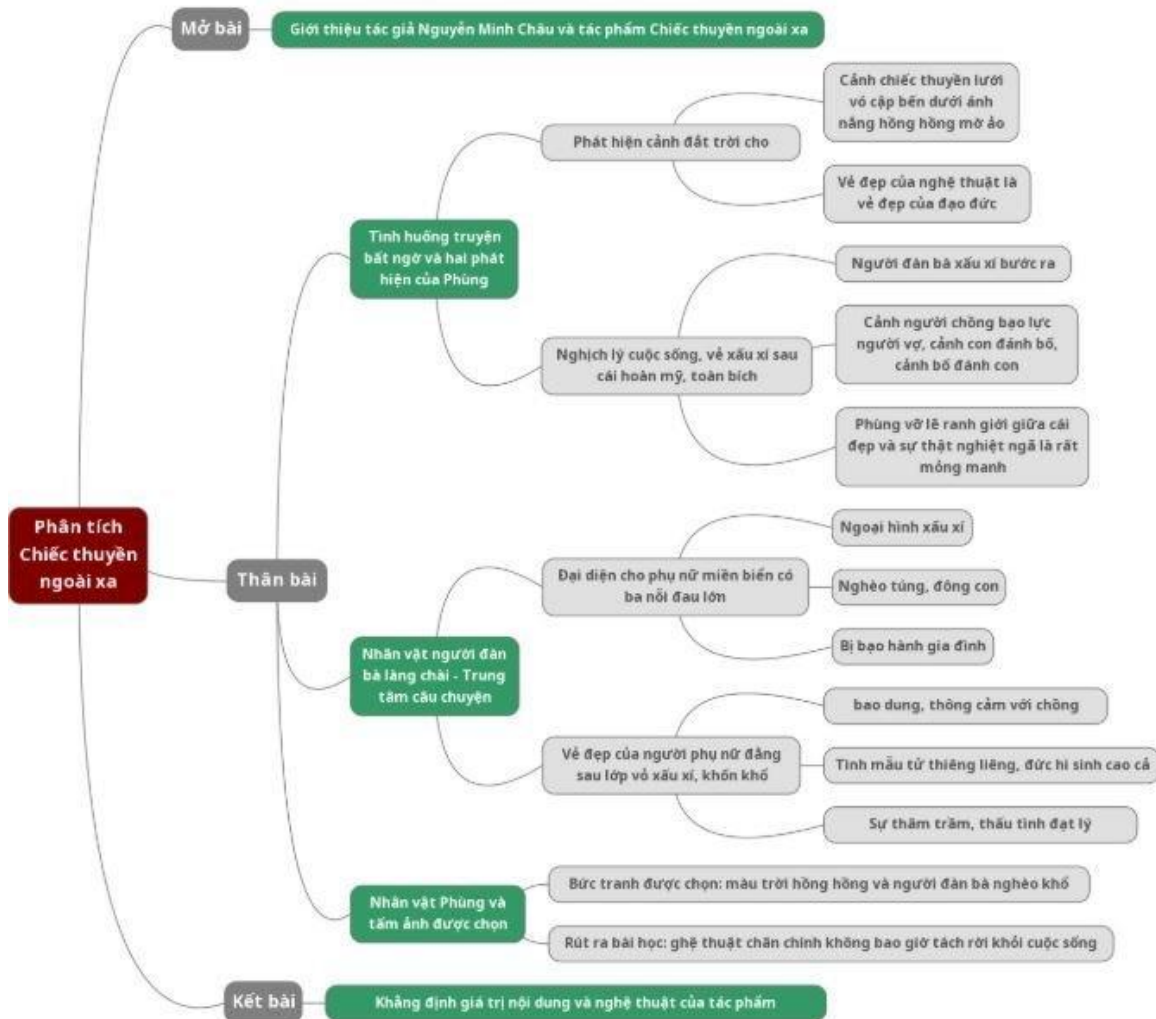 Mở bài
Giới thiệu tác giả Nguyễn Minh Châu và tác phẩm Chiếc thuyền ngoài xa
Cảnh chiếc thuyền lưới
vó cập bến dưới ánh
nắng hồng hồng mờ ảo
Phát hiện cảnh đắt trời cho
Vẻ đẹp của nghệ thuật là
vẻ đẹp của đạo đức
Tình huống truyện
bất ngờ và hai phát
hiện của Phùng
Người đàn bà xấu xí bước ra
Cảnh người chồng bạo lực
người vợ, cảnh con đánh bố,
cảnh bố đánh con
Nghịch lý cuộc sống, vẻ xấu xí sau
cái hoàn mỹ, toàn bích
Phùng vỡ lẽ ranh giới giữa cái
đẹp và sự thật nghiệt ngã là rất
mỏng manh
Phân tích
Chiếc thuyền
ngoài xa
Thân bài
Ngoại hình xấu xí
Đại diện cho phụ nữ miền biển có
ba nỗi đau lớn
Nghèo túng, đông con
Bị bạo hành gia đình
Nhân vật người đàn
bà làng chài - Trung
tâm câu chuyện
bao dung, thông cảm với chồng
Vẻ đẹp của người phụ nữ đằng
sau lớp vỏ xấu xí, khốn khổ
Tình mẫu tử thiêng liêng, đức hi sinh cao cả
Sự thâm trầm, thấu tình đạt lý
Nhân vật Phùng và
tấm ảnh được chọn
Bức tranh được chọn: màu trời hồng hồng và người đàn bà nghèo khổ
Rút ra bài học: ghệ thuật chân chính không bao giờ tách rời khỏi cuộc sống
Kết bài
Khẳng định giá trị nội dung và nghệ thuật của tác phẩm